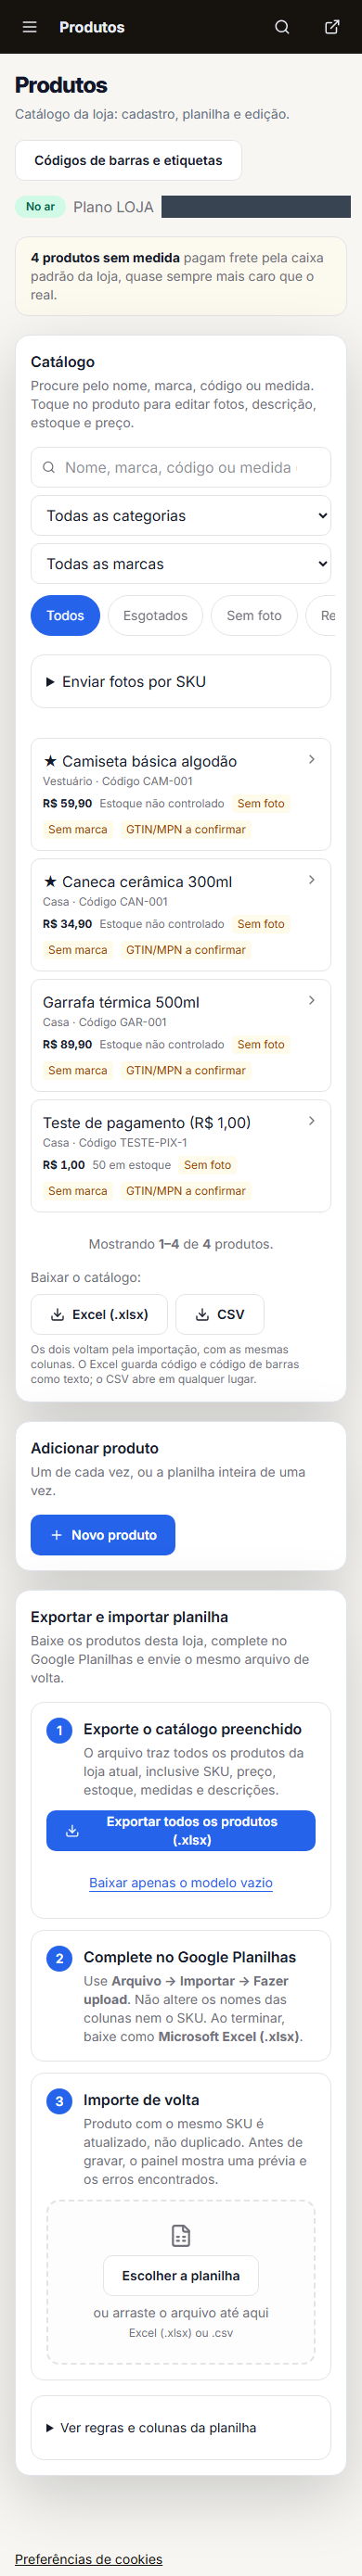 Produtos
Produtos
Catálogo da loja: cadastro, planilha e edição.
Códigos de barras e etiquetas
No ar Plano LOJA
4 produtos sem medida pagam frete pela caixa
padrão da loja, quase sempre mais caro que o
real.
Catálogo
Procure pelo nome, marca, código ou medida.
Toque no produto para editar fotos, descrição,
estoque e preço.
Nome, marca, código ou medida
Todas as categorias
Todas as marcas
Todos Esgotados Sem foto Re
▶ Enviar fotos por SKU
★ Camiseta básica algodão
Vestuário · Código CAM-001
R$ 59,90 Estoque não controlado Sem foto
Sem marca GTIN/MPN a confirmar
★ Caneca cerâmica 300ml
Casa · Código CAN-001
R$ 34,90 Estoque não controlado Sem foto
Sem marca GTIN/MPN a confirmar
Garrafa térmica 500ml
Casa · Código GAR-001
R$ 89,90 Estoque não controlado Sem foto
Sem marca GTIN/MPN a confirmar
Teste de pagamento (R$ 1,00)
Casa · Código TESTE-PIX-1
R$ 1,00 50 em estoque Sem foto
Sem marca GTIN/MPN a confirmar
Mostrando 1–4 de 4 produtos.
Baixar o catálogo:
Excel (.xlsx) CSV
Os dois voltam pela importação, com as mesmas
colunas. O Excel guarda código e código de barras
como texto; o CSV abre em qualquer lugar.
Adicionar produto
Um de cada vez, ou a planilha inteira de uma
vez.
+ Novo produto
Exportar e importar planilha
Baixe os produtos desta loja, complete no
Google Planilhas e envie o mesmo arquivo de
volta.
1 Exporte o catálogo preenchido
O arquivo traz todos os produtos da
loja atual, inclusive SKU, preço,
estoque, medidas e descrições.
Exportar todos os produtos
(.xlsx)
Baixar apenas o modelo vazio
2 Complete no Google Planilhas
Use Arquivo → Importar → Fazer
upload. Não altere os nomes das
colunas nem o SKU. Ao terminar,
baixe como Microsoft Excel (.xlsx).
3 Importe de volta
Produto com o mesmo SKU é
atualizado, não duplicado. Antes de
gravar, o painel mostra uma prévia e
os erros encontrados.
Escolher a planilha
ou arraste o arquivo até aqui
Excel (.xlsx) ou .csv
▶ Ver regras e colunas da planilha
Preferências de cookies